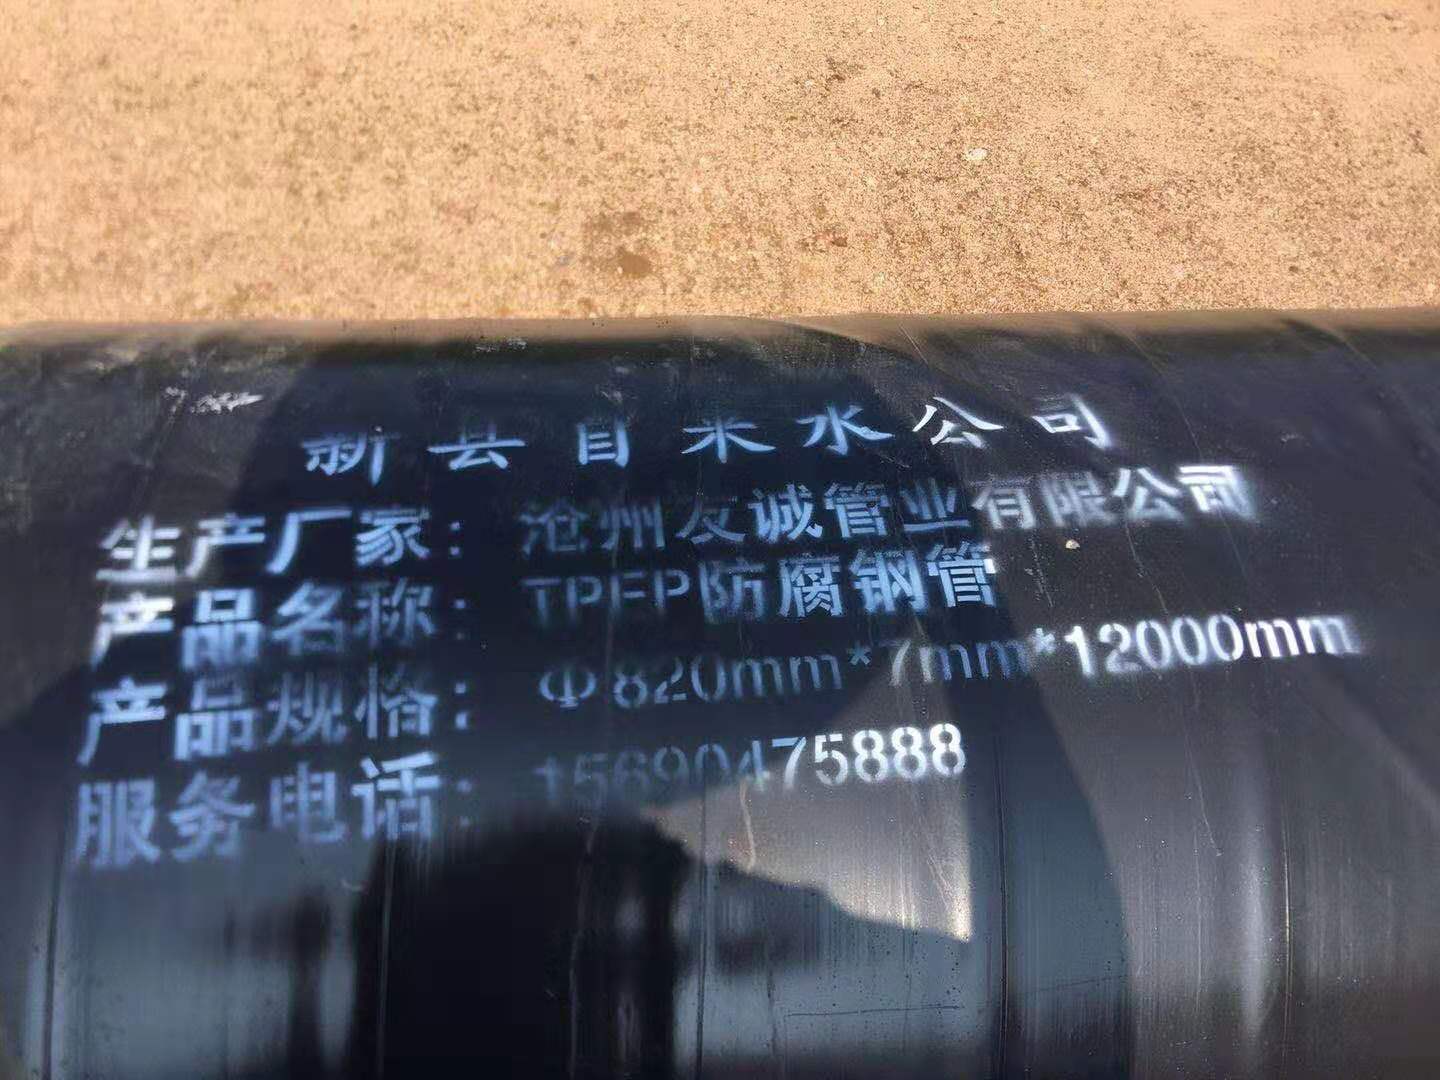 新县自来水公司
生产厂家：沧州友诚管业有限公司
产品名称：TPEP防腐钢管
产品规格：Φ820mm*7mm*12000mm
服务电话：15690475888